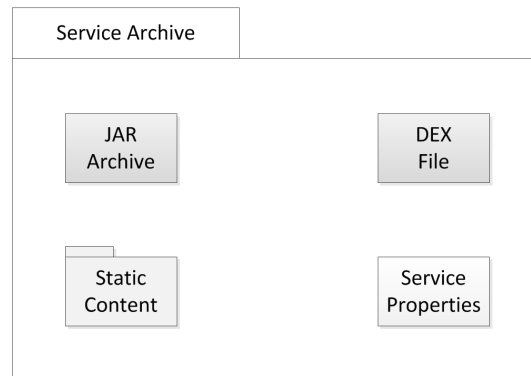 Service Archive
JAR
Archive
DEX
File
Static
Content
Service
Properties